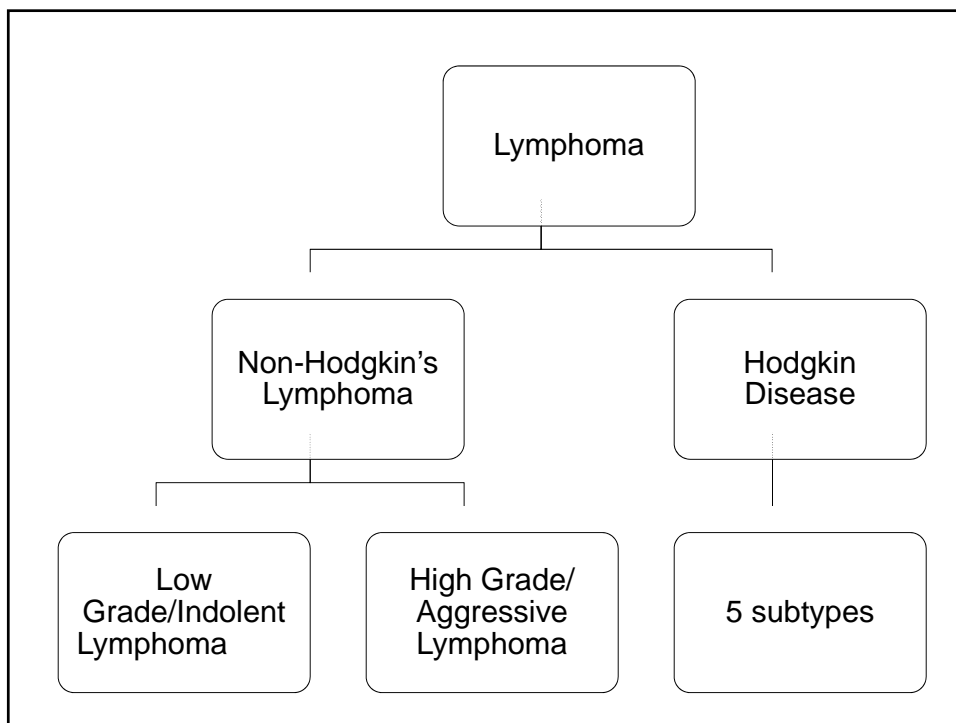 Lymphoma
Non-Hodgkin’s
Lymphoma
Hodgkin
Disease
Low
Grade/Indolent
Lymphoma
High Grade/
Aggressive
Lymphoma
5 subtypes